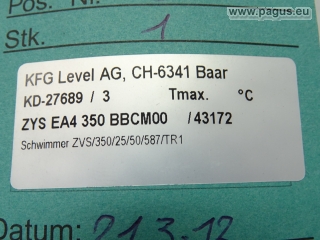 © www.pagus.eu
Pos. Nr.
Stk. 1
KFG Level AG, CH-6341 Baar
KD-27689 / 3 Tmax. °C
ZYS EA4 350 BBCM00 /43172
Schwimmer ZVS/350/25/50/587/TR1
Datum: 21.3.12